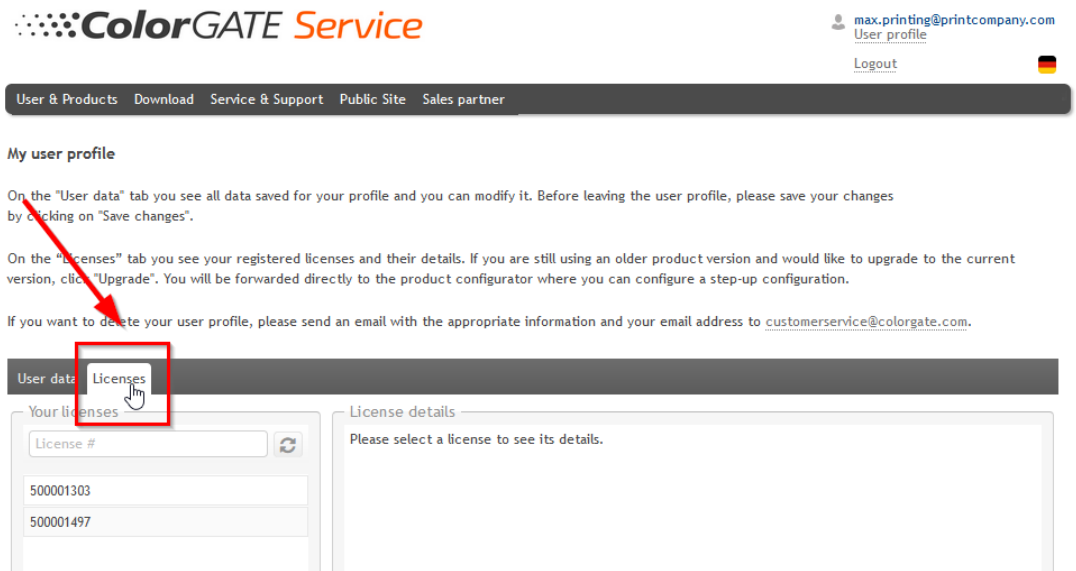 ColorGATE Service
max.printing@printcompany.com
User profile
Logout
User & Products Download Service & Support Public Site Sales partner
My user profile
On the "User data" tab you see all data saved for your profile and you can modify it. Before leaving the user profile, please save your changes
by clicking on "Save changes".
On the “Licenses” tab you see your registered licenses and their details. If you are still using an older product version and would like to upgrade to the current
version, click "Upgrade". You will be forwarded directly to the product configurator where you can configure a step-up configuration.
If you want to delete your user profile, please send an email with the appropriate information and your email address to customerservice@colorgate.com.
User data Licenses
Your licenses
License #
500001303
500001497
License details
Please select a license to see its details.